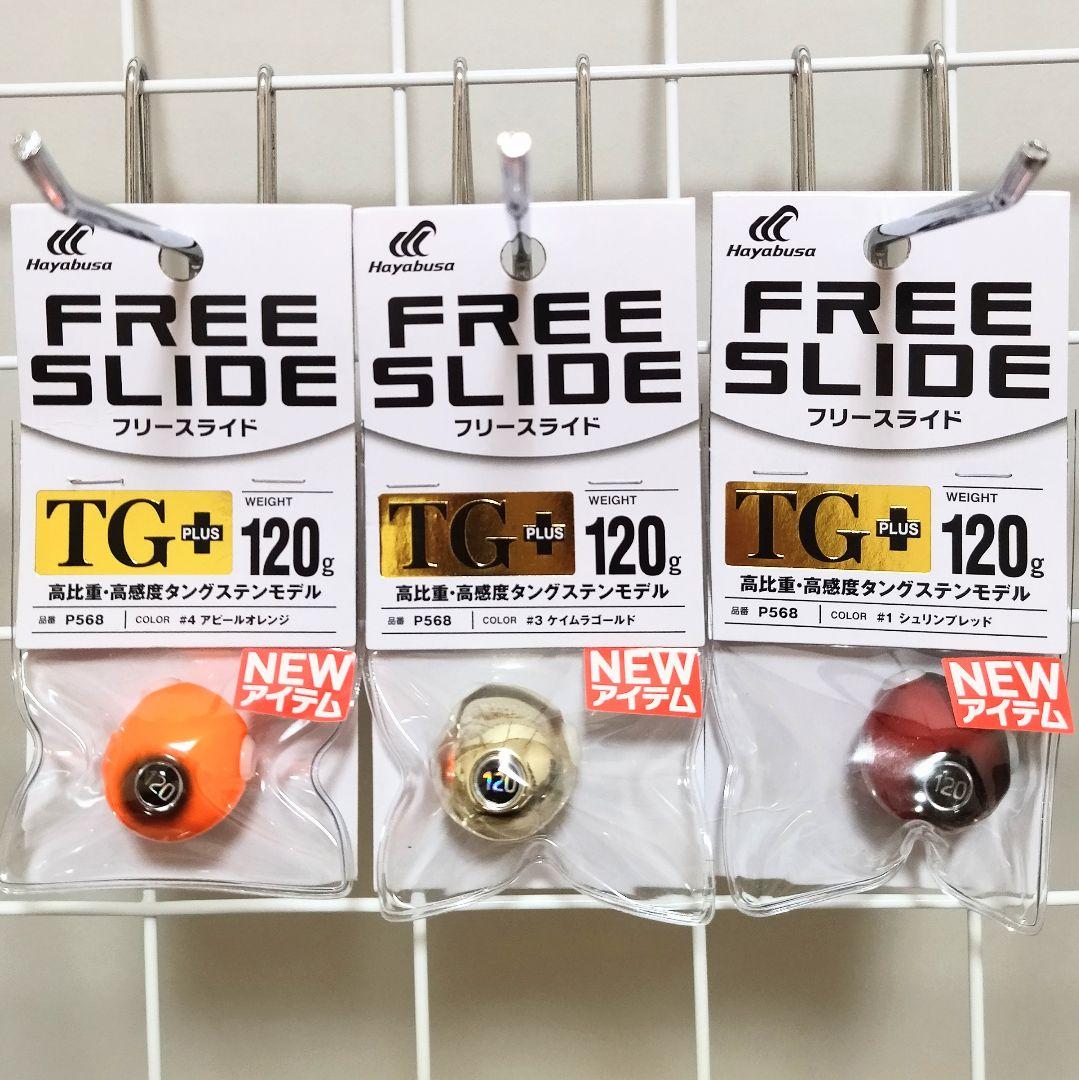 Hayabusa
FREE
SLIDE
フリースライド
TG PLUS
WEIGHT
120g
高比重・高感度タングステンモデル
品番 P568 COLOR #4 アピールオレンジ
NEW
アイテム
120
Hayabusa
FREE
SLIDE
フリースライド
TG PLUS
WEIGHT
120g
高比重・高感度タングステンモデル
品番 P568 COLOR #3 ケイムラゴールド
NEW
アイテム
120
Hayabusa
FREE
SLIDE
フリースライド
TG PLUS
WEIGHT
120g
高比重・高感度タングステンモデル
品番 P568 COLOR #1 シュリンプレッド
NEW
アイテム
120